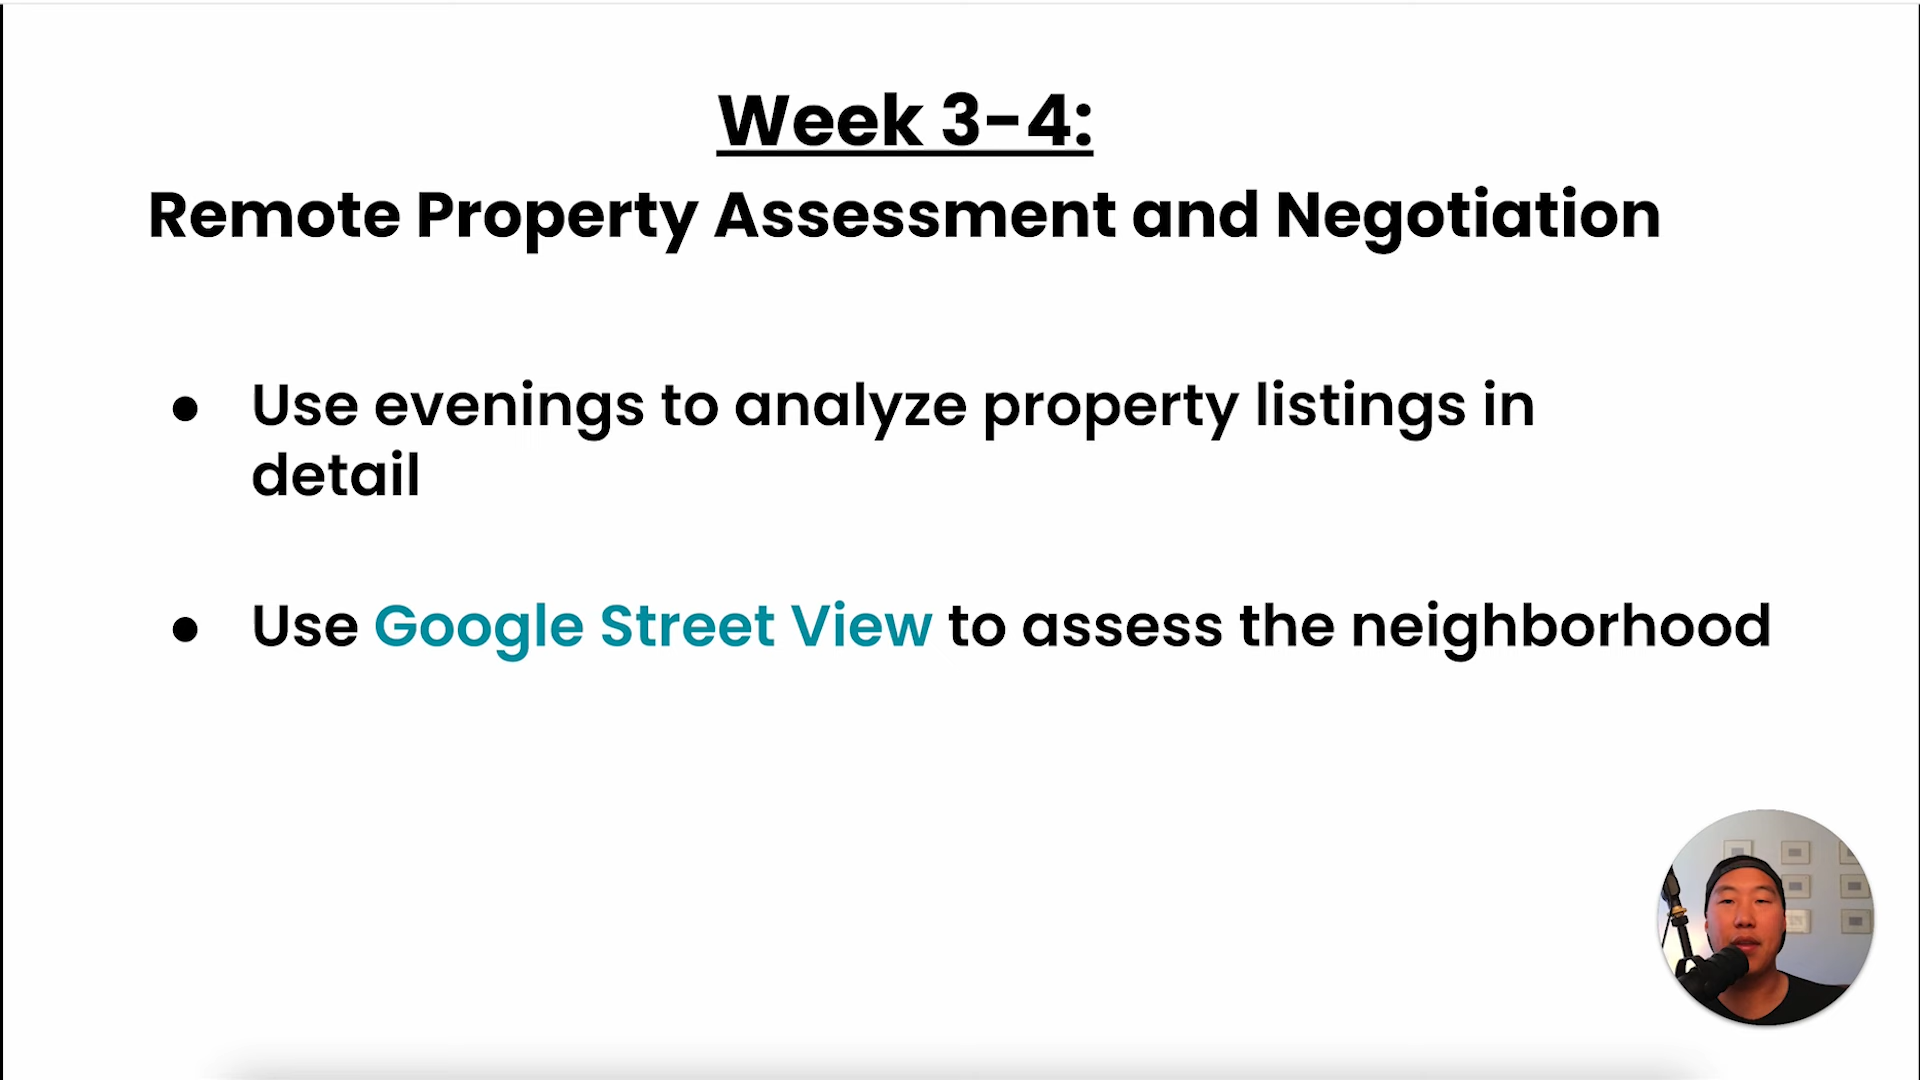 Week 3-4:
Remote Property Assessment and Negotiation
● Use evenings to analyze property listings in
detail
● Use Google Street View to assess the neighborhood